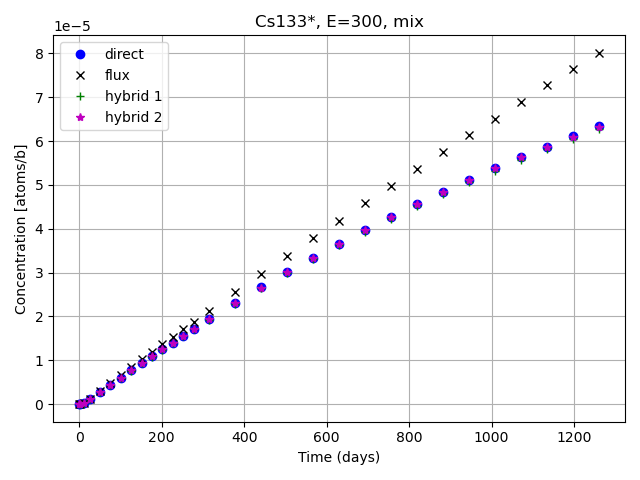 Cs133*, E=300, mix
1e−5
direct
flux
hybrid 1
hybrid 2
8
7
6
5
4
3
2
1
0
Concentration [atoms/b]
0 200 400 600 800 1000 1200
Time (days)